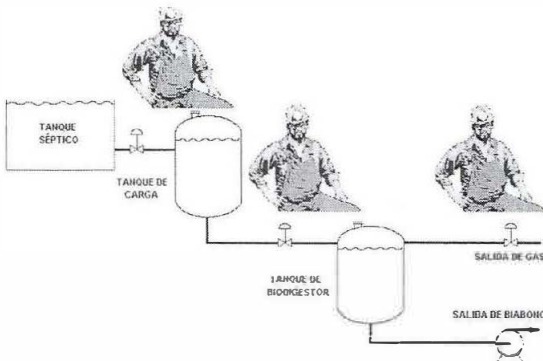 TANQUE
SÉPTICO
TANQUE DE
CARGA
TANQUE DE
BIODIGESTOR
SALIDA DE GAS
SALIDA DE BIABONO